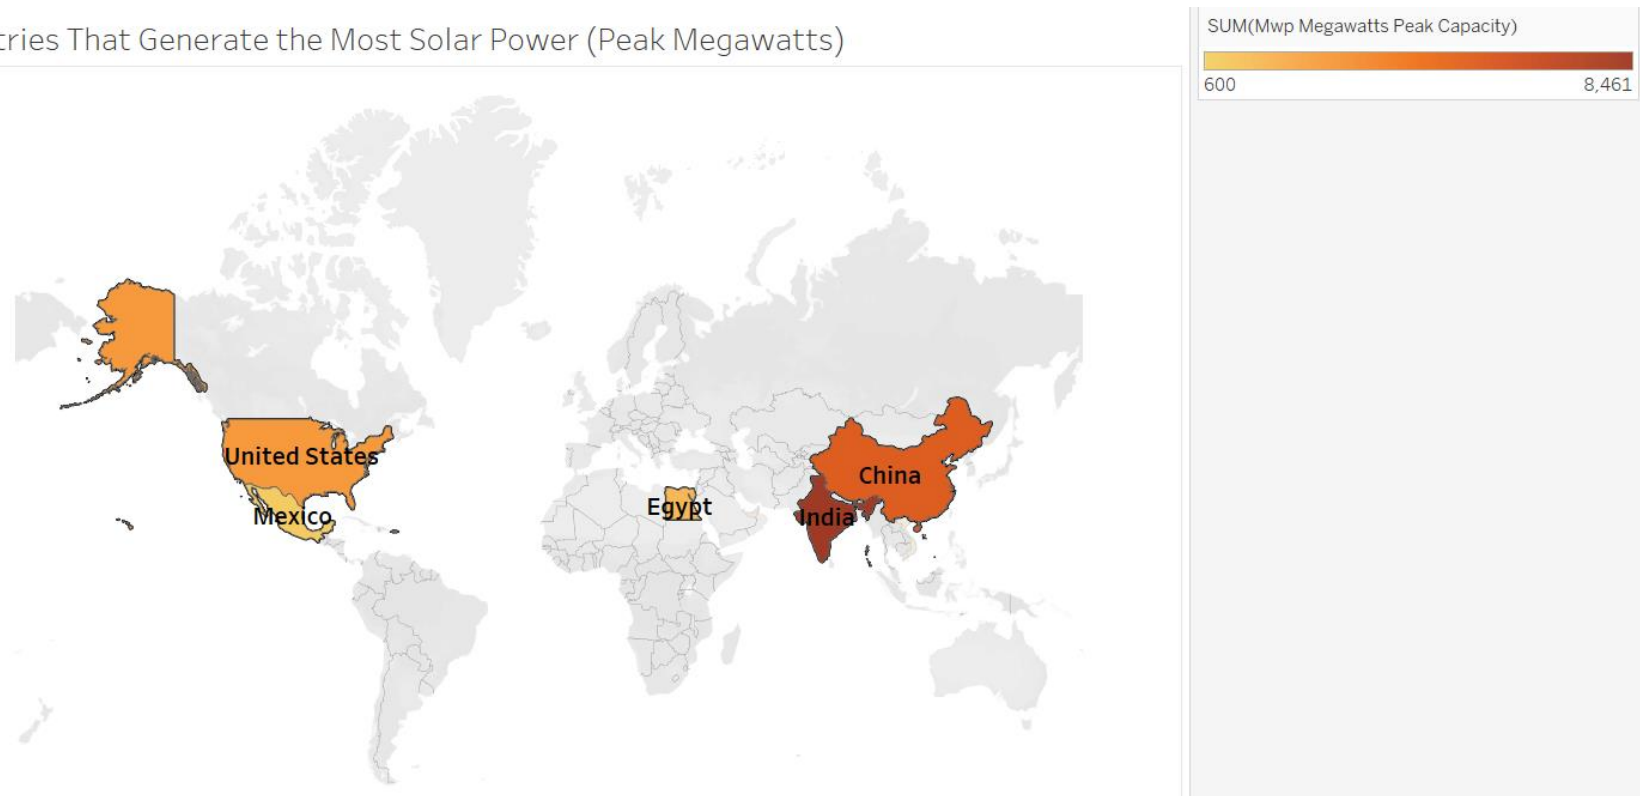 tries That Generate the Most Solar Power (Peak Megawatts)
SUM(Mwp Megawatts Peak Capacity)
600 8,461
United States
Mexico
Egypt
India
China